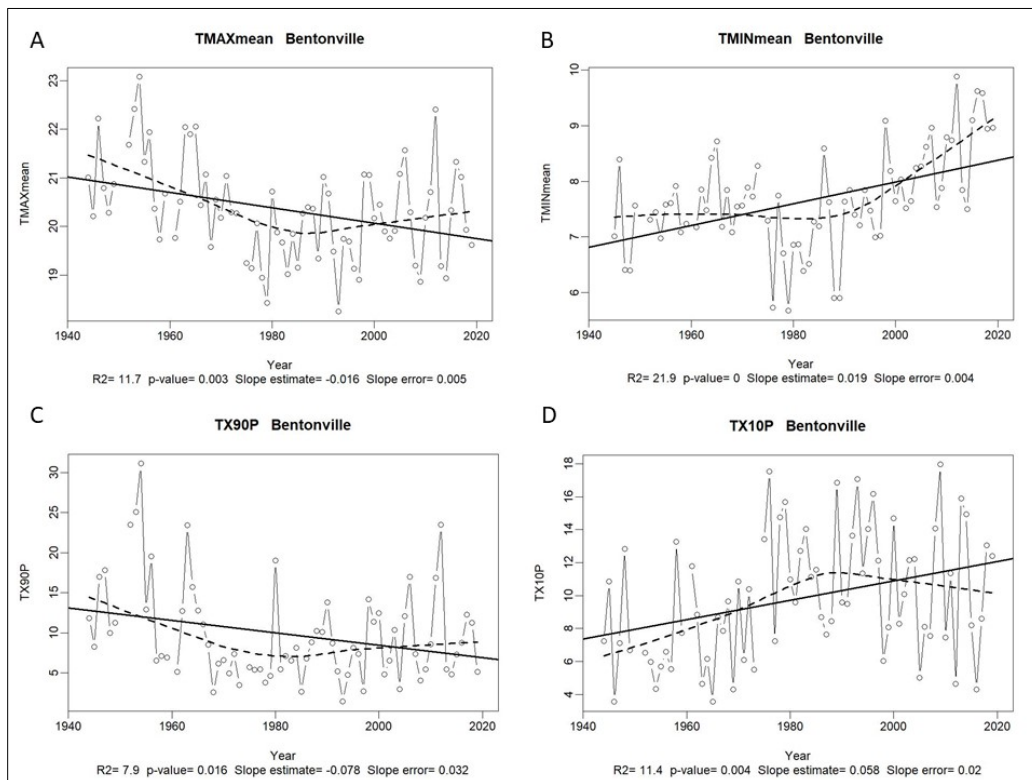 A
TMAXmean Bentonville
TMAXmean
23
22
21
20
19
1940 1960 1980 2000 2020
Year
R2= 11.7 p-value= 0.003 Slope estimate= -0.016 Slope error= 0.005
B
TMINmean Bentonville
TMINmean
10
9
8
7
6
1940 1960 1980 2000 2020
Year
R2= 21.9 p-value= 0 Slope estimate= 0.019 Slope error= 0.004
C
TX90P Bentonville
TX90P
30
25
20
15
10
5
1940 1960 1980 2000 2020
Year
R2= 7.9 p-value= 0.016 Slope estimate= -0.078 Slope error= 0.032
D
TX10P Bentonville
TX10P
18
16
14
12
10
8
6
4
1940 1960 1980 2000 2020
Year
R2= 11.4 p-value= 0.004 Slope estimate= 0.058 Slope error= 0.02